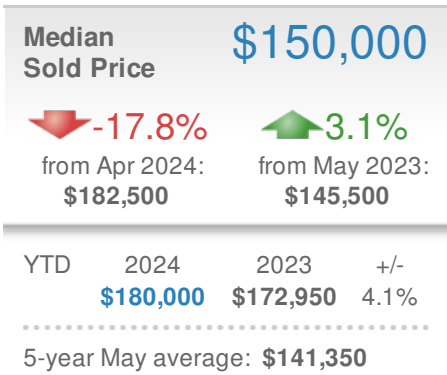 Median
Sold Price
$150,000
-17.8%
from Apr 2024:
$182,500
3.1%
from May 2023:
$145,500
YTD 2024 2023 +/-
$180,000 $172,950 4.1%
5-year May average: $141,350